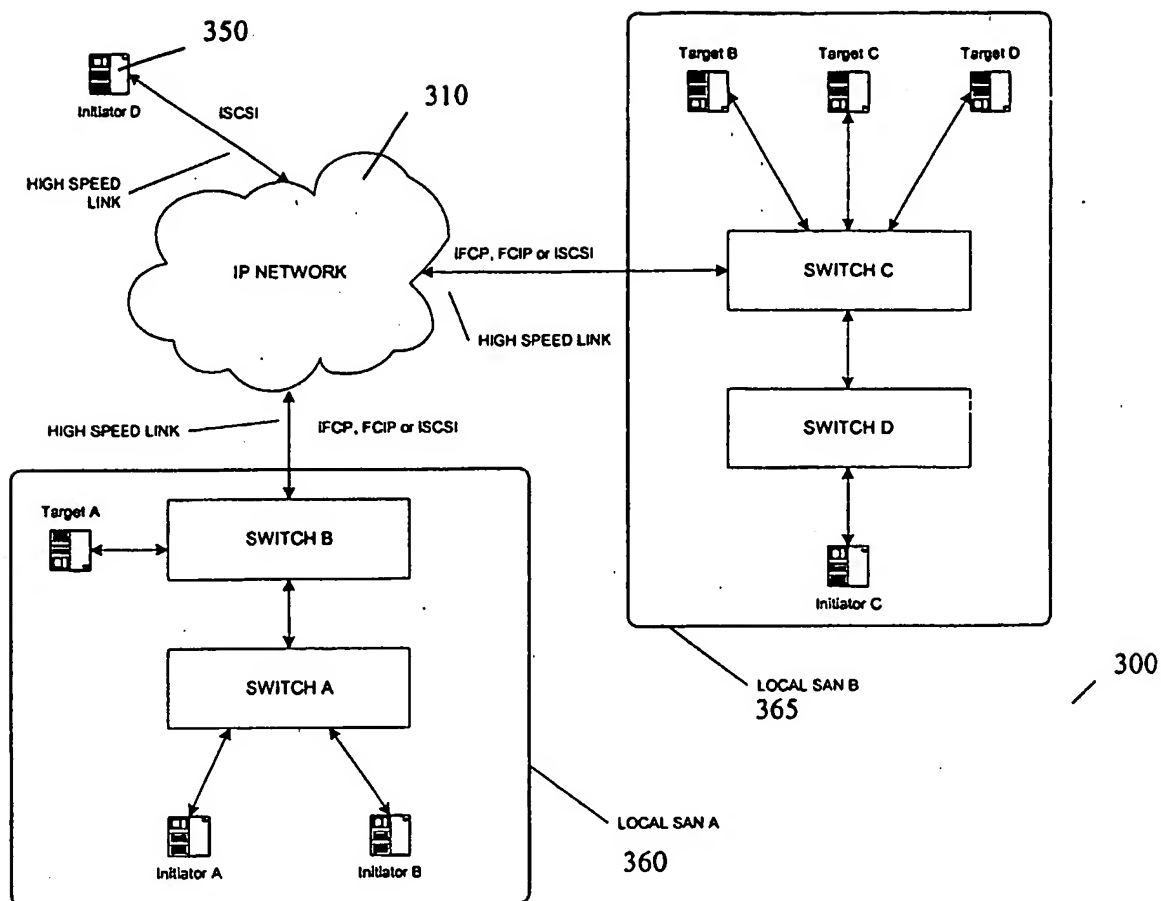 350
Initiator D
ISCSI
310
HIGH SPEED
LINK
IP NETWORK
IFCP, FCIP or ISCSI
HIGH SPEED LINK
Target B
Target C
Target D
SWITCH C
SWITCH D
Initiator C
LOCAL SAN B
365
300
HIGH SPEED LINK
IFCP, FCIP or ISCSI
Target A
SWITCH B
SWITCH A
Initiator A
Initiator B
LOCAL SAN A
360